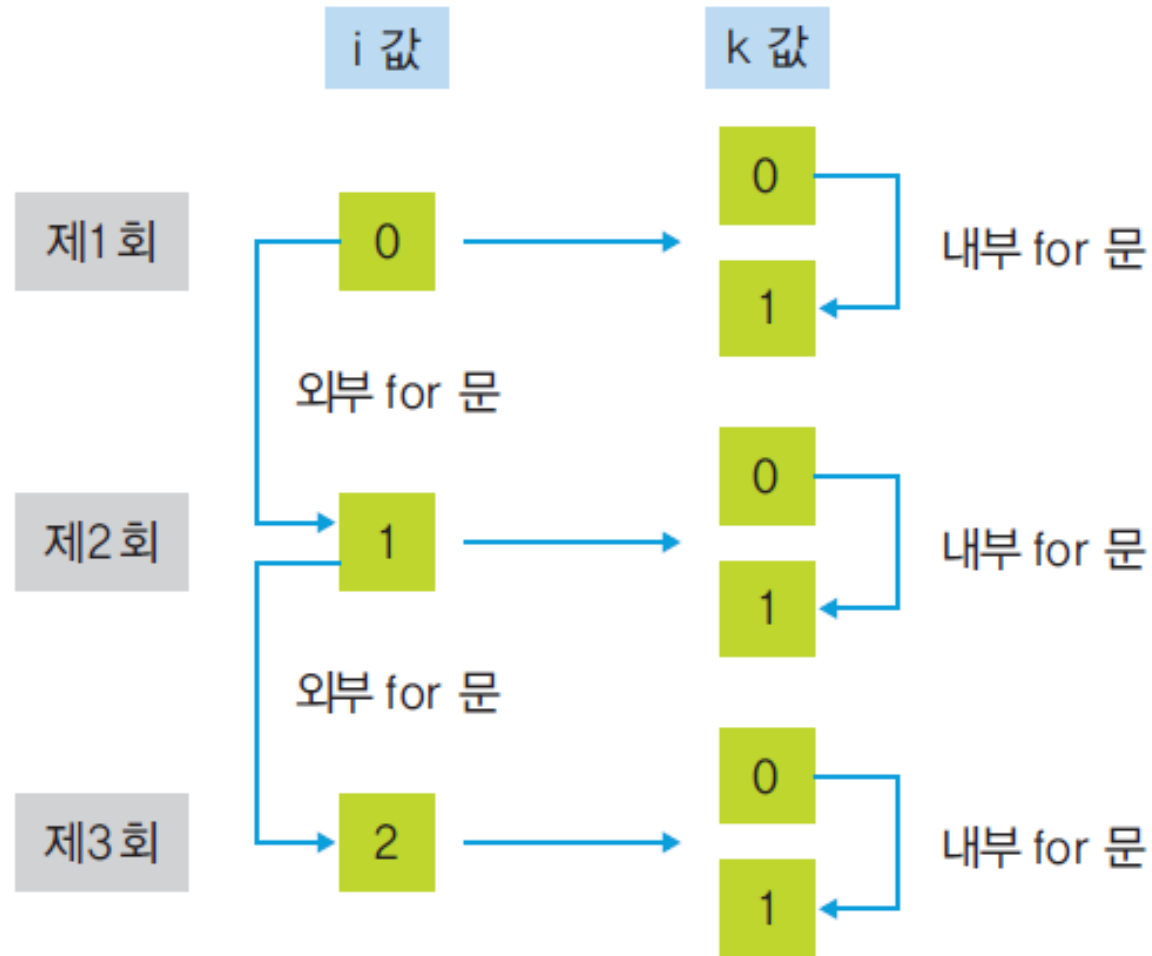 i 값
k 값
0
제1회
0
내부 for 문
1
외부 for 문
0
제2회
1
내부 for 문
1
외부 for 문
0
제3회
2
내부 for 문
1